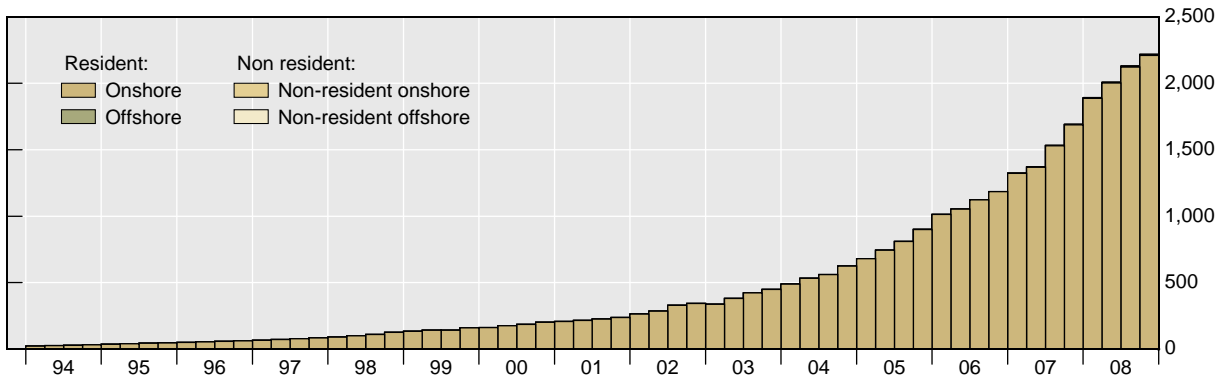 2,500
Resident: Non resident:
Onshore Non-resident onshore
Offshore Non-resident offshore
2,000
1,500
1,000
500
0
94 95 96 97 98 99 00 01 02 03 04 05 06 07 08